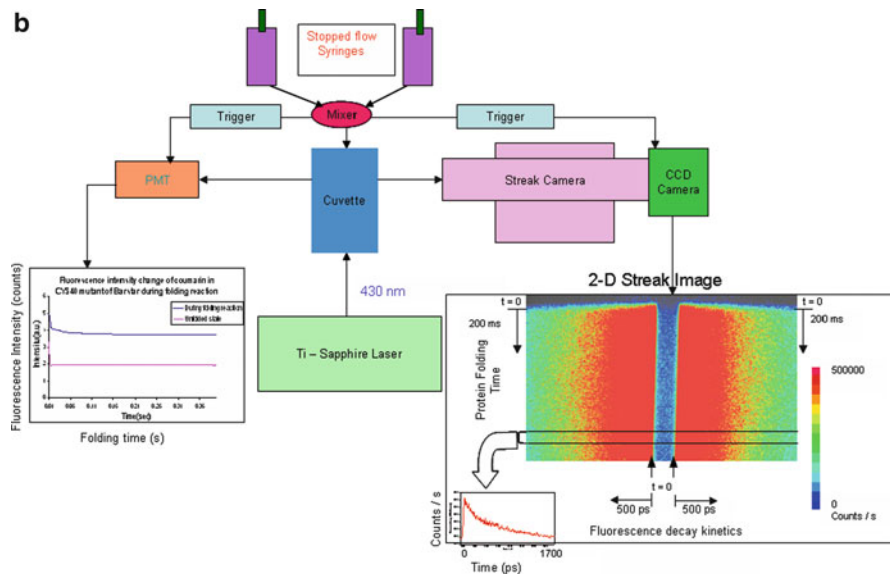 b
Stopped flow
Syringes
Trigger
Mixer
Trigger
PMT
Cuvette
Streak Camera
CCD
Camera
Fluorescence intensity change of coumarin in
mutant of Barstar during folding reaction
During folding reaction
Unfolded state
Intensity(a.u.)
Time(sec)
Fluorescence Intensity (counts)
Folding time (s)
430 nm
Ti – Sapphire Laser
2-D Streak Image
t = 0
200 ms
t = 0
200 ms
Protein Folding
Time
500000
0
Counts / s
t = 0
500 ps
500 ps
Fluorescence decay kinetics
Counts / s
0
1700
Time (ps)